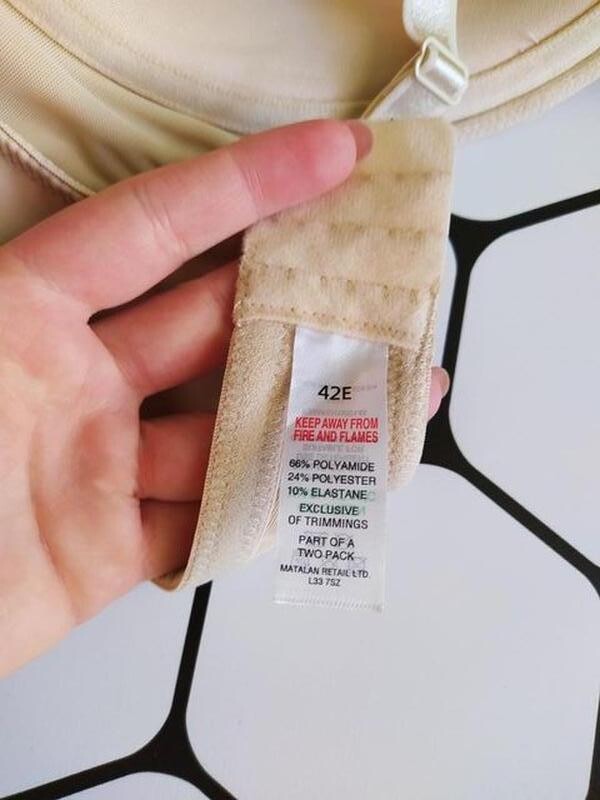 42E
KEEP AWAY FROM
FIRE AND FLAMES
66% POLYAMIDE
24% POLYESTER
10% ELASTANE
EXCLUSIVE
OF TRIMMINGS
PART OF A
TWO PACK
MATALAN RETAIL LTD.
L33 7SZ